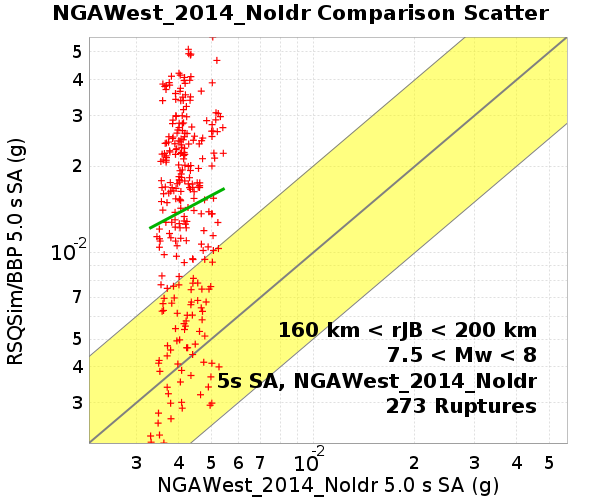 NGAWest_2014_NoIdr Comparison Scatter
RSQSim/BBP 5.0 s SA (g)
5
4
3
2
10-2
7
5
4
3
160 km < rJB < 200 km
7.5 < Mw < 8
5s SA, NGAWest_2014_NoIdr
273 Ruptures
3 4 5 6 7 10-2 2 3 4 5
NGAWest_2014_NoIdr 5.0 s SA (g)